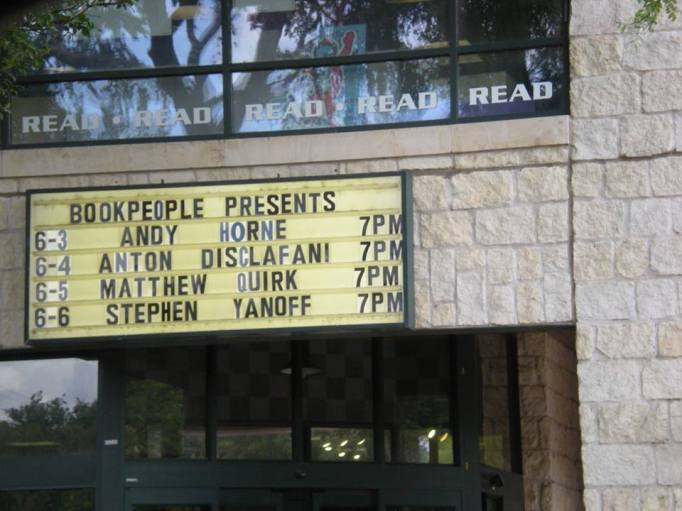 READ • READ • READ • READ • READ
BOOKPEOPLE PRESENTS
6-3 ANDY HORNE 7PM
6-4 ANTON DISCLAFANI 7PM
6-5 MATTHEW QUIRK 7PM
6-6 STEPHEN YANOFF 7PM